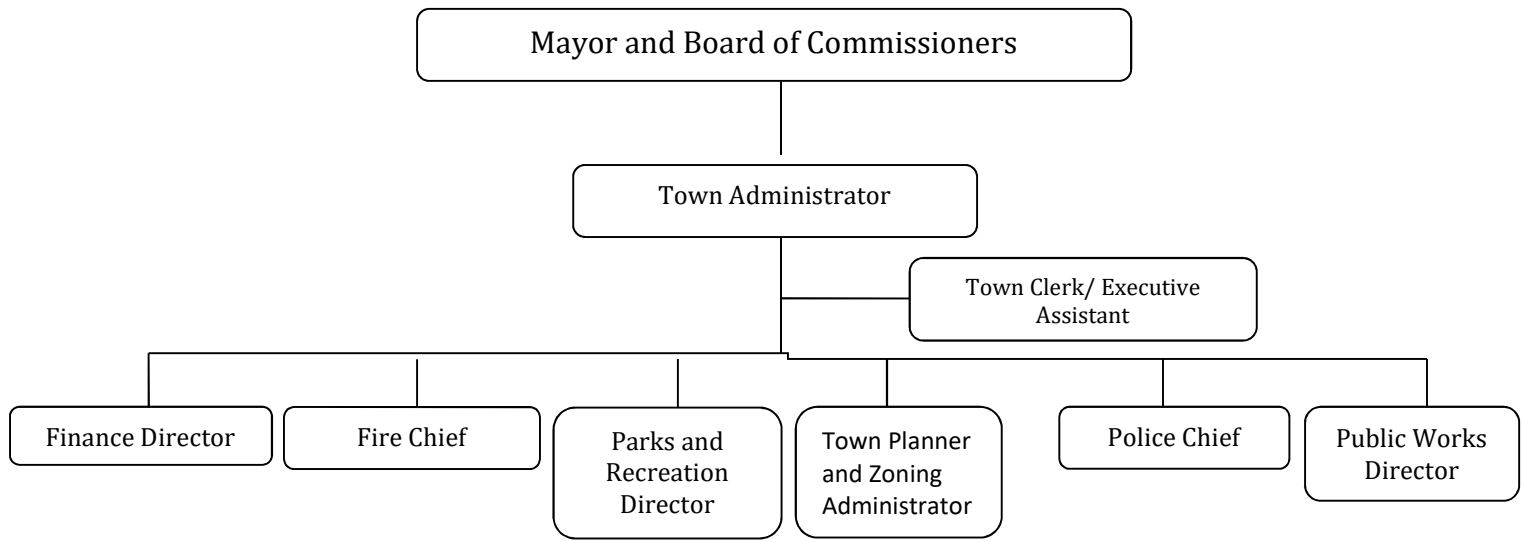 Mayor and Board of Commissioners
Town Administrator
Town Clerk/ Executive
Assistant
Finance Director
Fire Chief
Parks and
Recreation
Director
Town Planner
and Zoning
Administrator
Police Chief
Public Works
Director